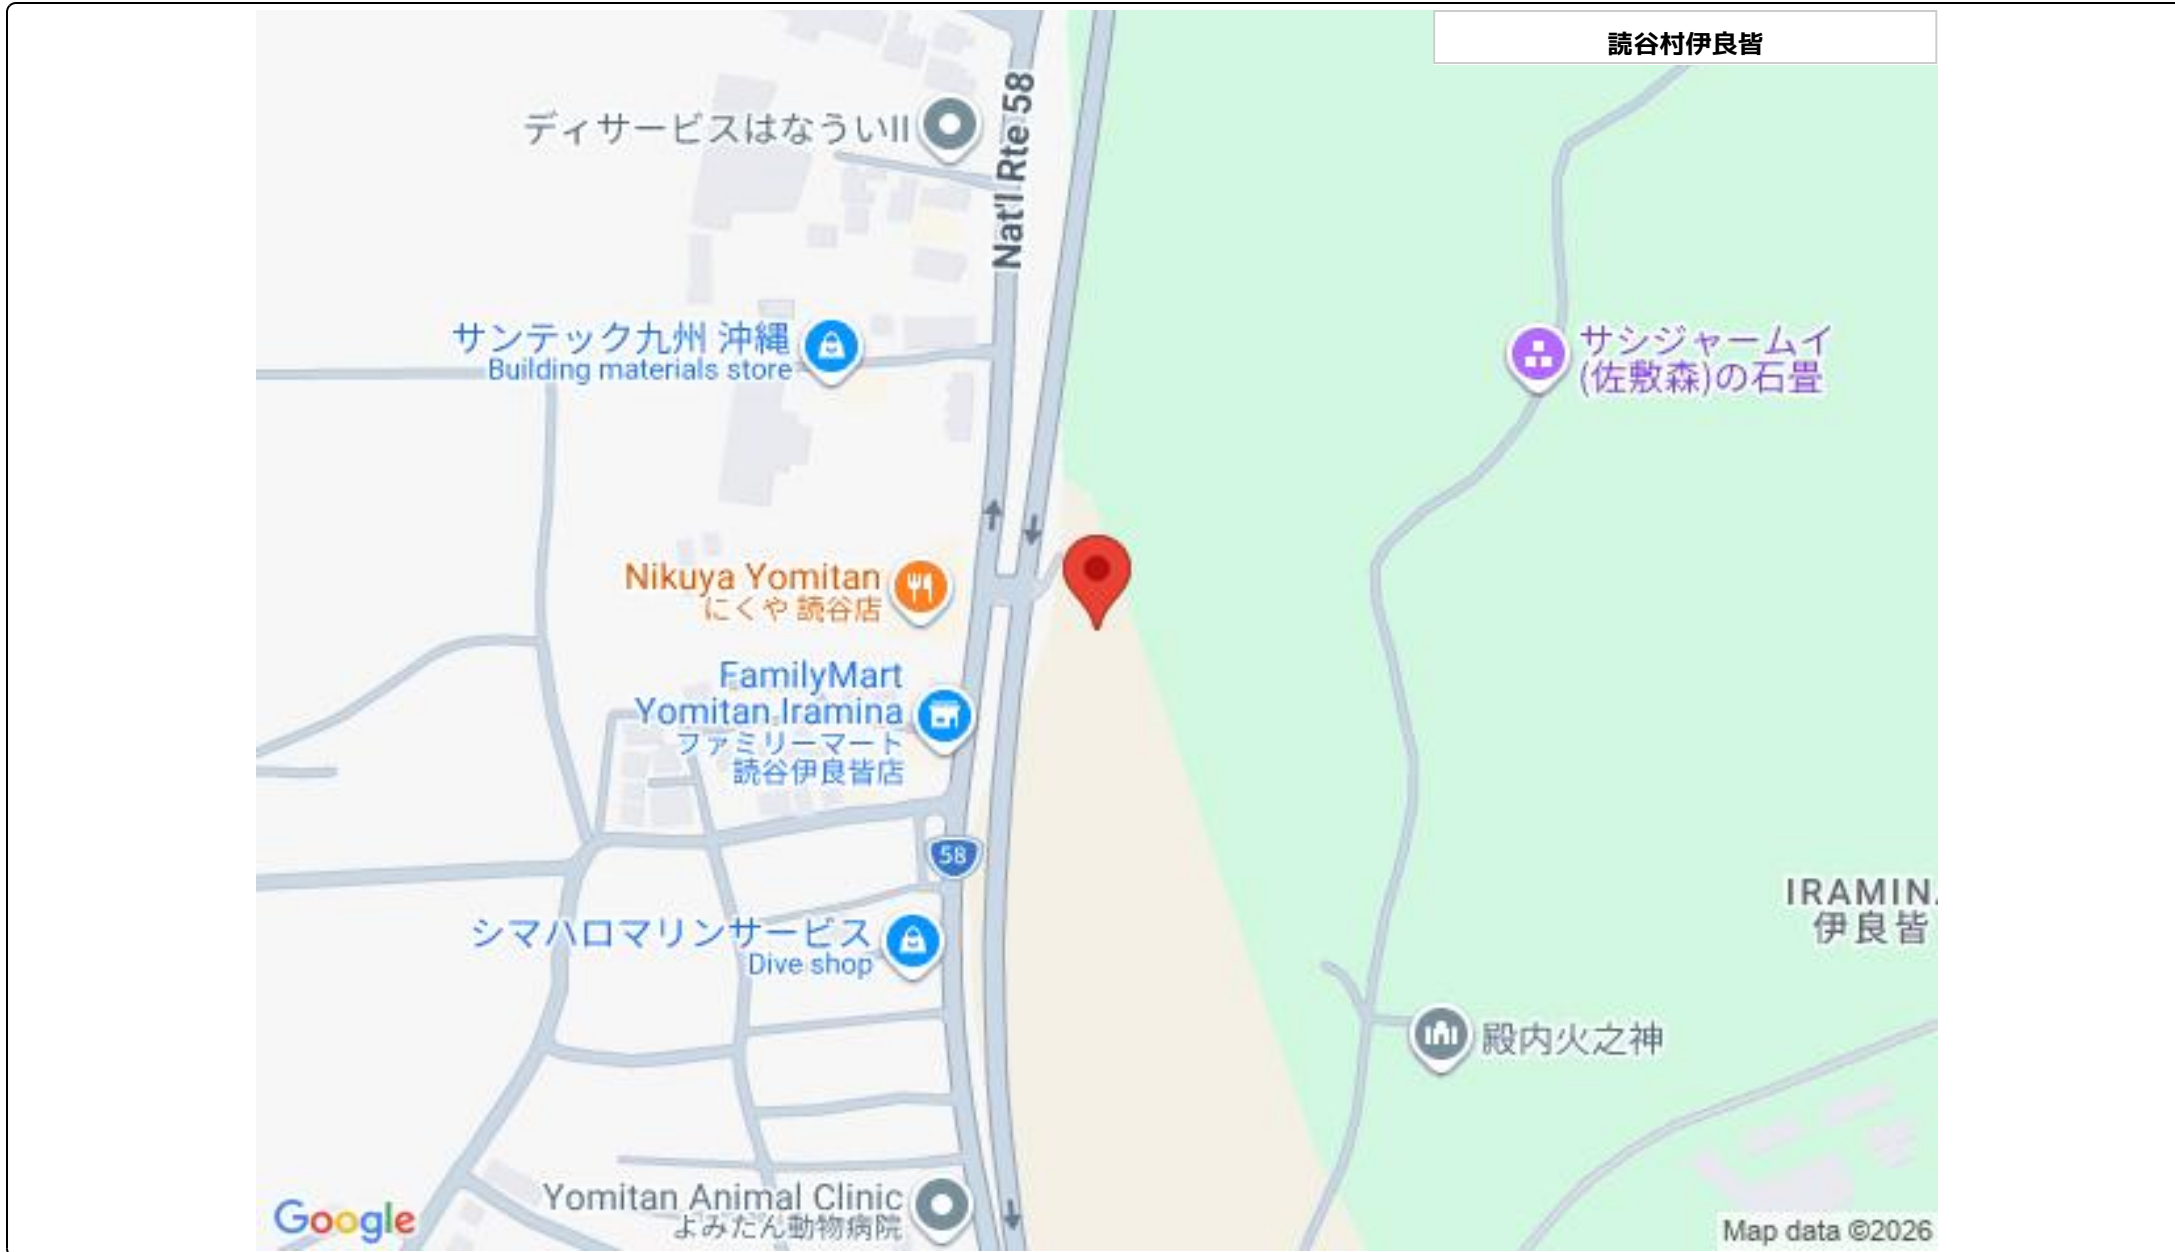 読谷村伊良皆
ディサービスはなういII
Nat'l Rte 58
サンテック九州 沖縄
Building materials store
サシジャームイ
(佐敷森)の石畳
Nikuya Yomitan
にくや 読谷店
FamilyMart
Yomitan Iramina
ファミリーマート
読谷伊良皆店
58
IRAMIN
伊良皆
シマハロマリンサービス
Dive shop
殿内火之神
Yomitan Animal Clinic
よみたん動物病院
Google
Map data ©2026